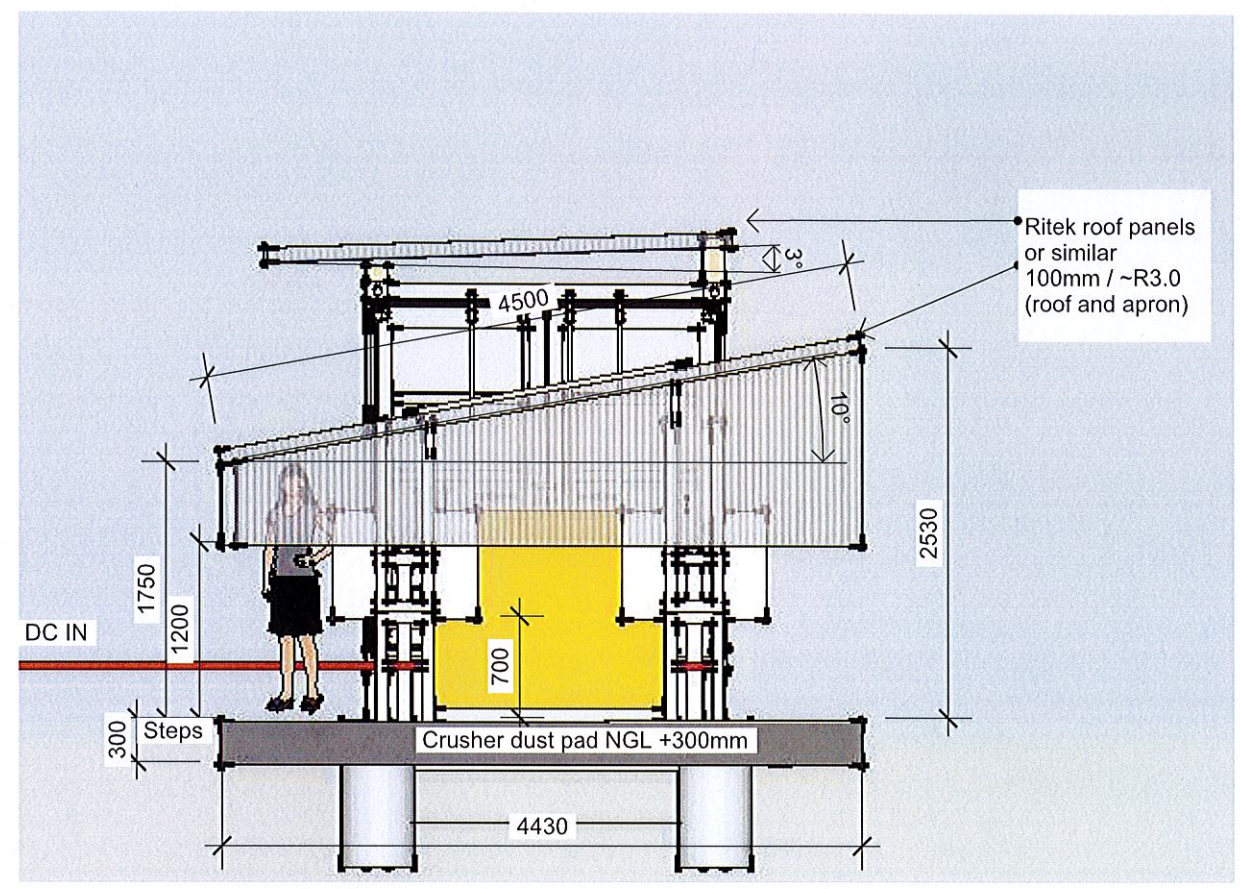 Ritek roof panels
or similar
100mm / ~R3.0
(roof and apron)
3°
4500
10°
1750
1200
2530
DC IN
700
300
Steps
Crusher dust pad NGL +300mm
4430